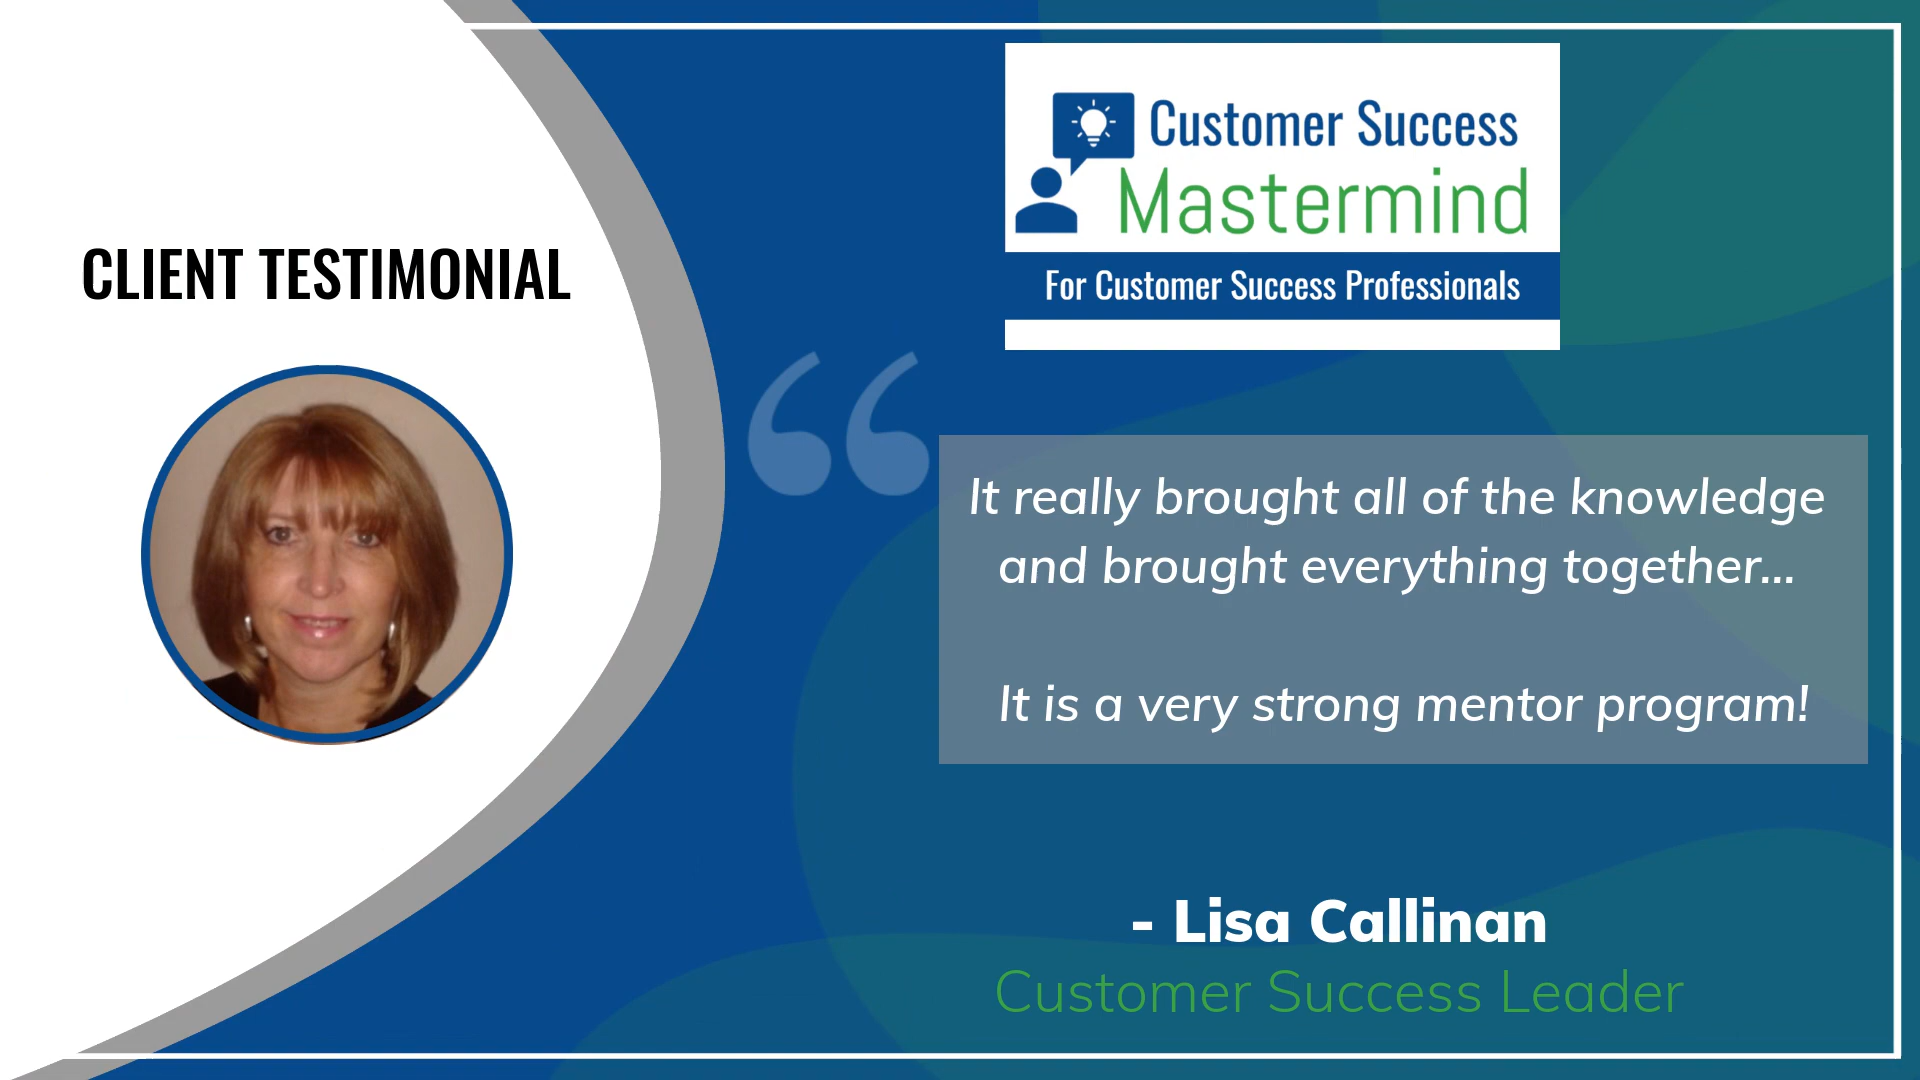 CLIENT TESTIMONIAL
Customer Success
Mastermind
For Customer Success Professionals
“
It really brought all of the knowledge
and brought everything together...
It is a very strong mentor program!
- Lisa Callinan
Customer Success Leader